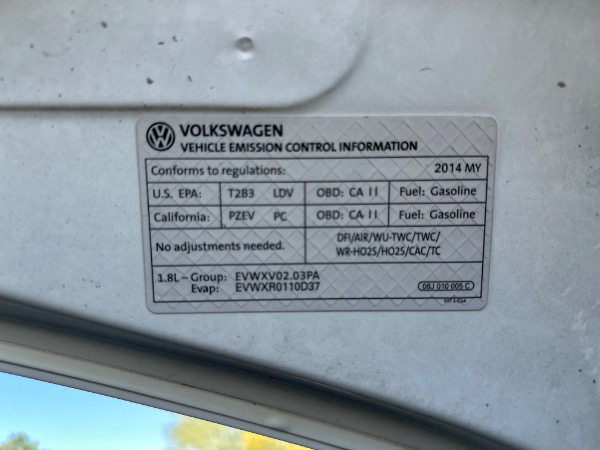 VOLKSWAGEN
VEHICLE EMISSION CONTROL INFORMATION
Conforms to regulations: 2014 MY
U.S. EPA: T2B3 LDV OBD: CA II Fuel: Gasoline
California: PZEV PC OBD: CA II Fuel: Gasoline
No adjustments needed.
DFI/AIR/WU-TWC/TWC/
WR-HO2S/HO2S/CAC/TC
1.8L – Group: EVWXV02.03PA
Evap: EVWXR0110D37
06J 010 005 C